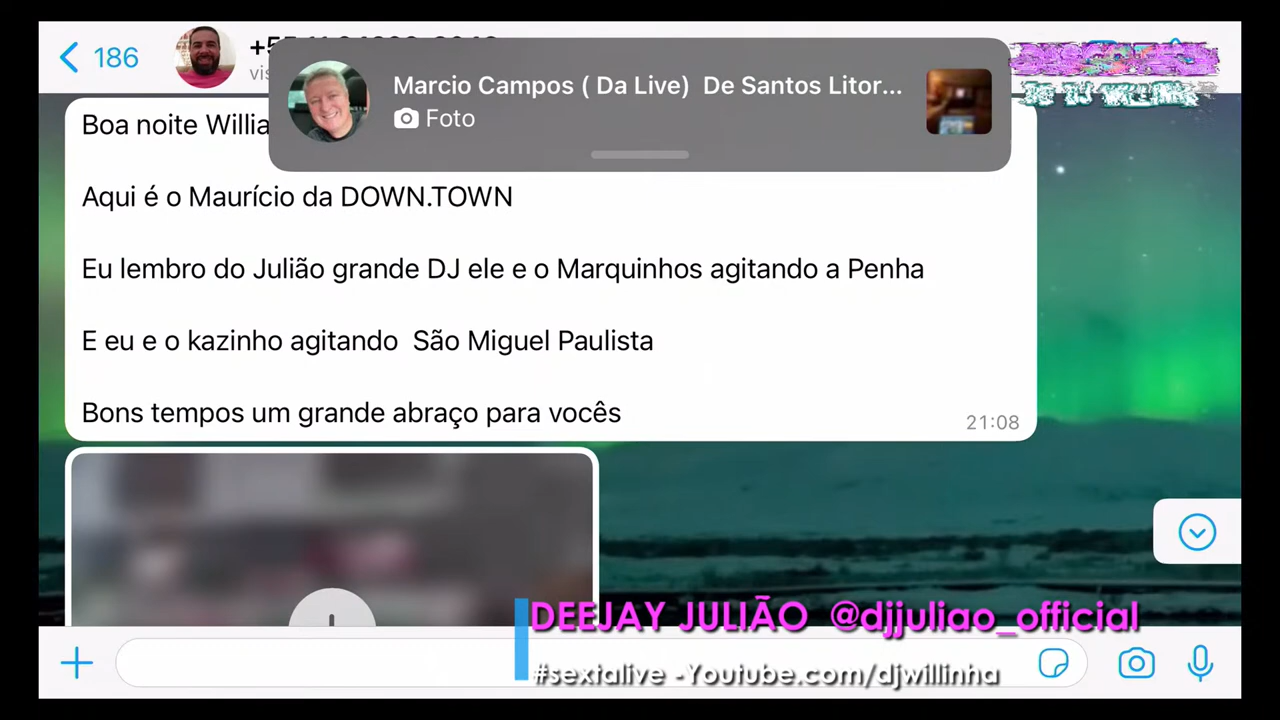 186
Marcio Campos ( Da Live) De Santos Litor...
Foto
Boa noite Willia
Aqui é o Maurício da DOWN.TOWN
Eu lembro do Julião grande DJ ele e o Marquinhos agitando a Penha
E eu e o kazinho agitando São Miguel Paulista
Bons tempos um grande abraço para vocês
21:08
DEEJAY JULIÃO @djjuliao_official
#sextalive -Youtube.com/djwillinha